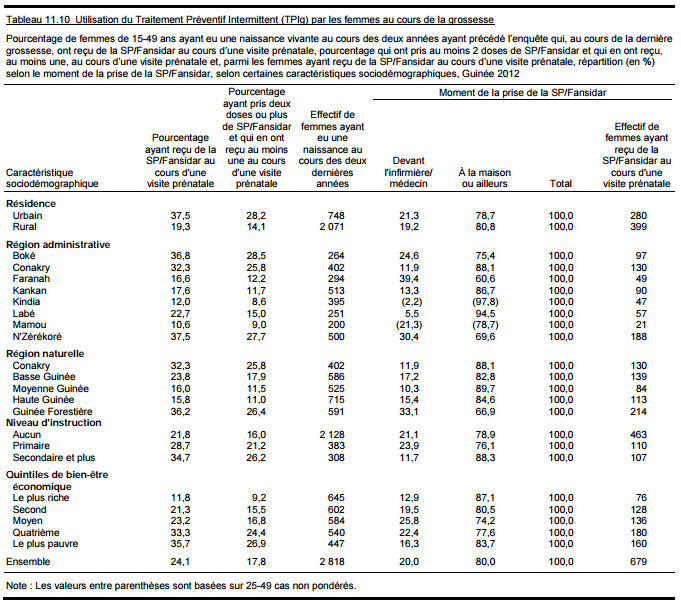 Tableau 11.10  Utilisation du Traitement Préventif Intermittent (TPIg) par les femmes au cours de la grossesse
Pourcentage de femmes de 15-49 ans ayant eu une naissance vivante au cours des deux années ayant précédé l'enquête qui, au cours de la dernière
grossesse, ont reçu de la SP/Fansidar au cours d'une visite prénatale, pourcentage qui ont pris au moins 2 doses de SP/Fansidar et qui en ont reçu,
au moins une, au cours d'une visite prénatale et, parmi les femmes ayant reçu de la SP/Fansidar au cours d'une visite prénatale, répartition (en %)
selon le moment de la prise de la SP/Fansidar, selon certaines caractéristiques sociodémographiques, Guinée 2012
Caractéristique
sociodémographique
Pourcentage
ayant reçu de la
SP/Fansidar au
cours d'une
visite prénatale
Pourcentage
ayant pris deux
doses ou plus
de SP/Fansidar
et qui en ont
reçu au moins
une au cours
d'une visite
prénatale
Effectif de
femmes ayant
eu une
naissance au
cours des deux
dernières
années
Moment de la prise de la SP/Fansidar
Devant
l'infirmière/
médecin
À la maison
ou ailleurs
Total
Effectif de
femmes ayant
reçu de la
SP/Fansidar au
cours d'une
visite prénatale
Résidence
Urbain 37,5 28,2 748 21,3 78,7 100,0 280
Rural 19,3 14,1 2 071 19,2 80,8 100,0 399
Région administrative
Boké 36,8 28,5 264 24,6 75,4 100,0 97
Conakry 32,3 25,8 402 11,9 88,1 100,0 130
Faranah 16,6 12,2 294 39,4 60,6 100,0 49
Kankan 17,6 11,7 513 13,3 86,7 100,0 90
Kindia 12,0 8,6 395 (2,2) (97,8) 100,0 47
Labé 22,7 15,0 251 5,5 94,5 100,0 57
Mamou 10,6 9,0 200 (21,3) (78,7) 100,0 21
N'Zérékoré 37,5 27,7 500 30,4 69,6 100,0 188
Région naturelle
Conakry 32,3 25,8 402 11,9 88,1 100,0 130
Basse Guinée 23,8 17,9 586 17,2 82,8 100,0 139
Moyenne Guinée 16,0 11,5 525 10,3 89,7 100,0 84
Haute Guinée 15,8 11,0 715 15,4 84,6 100,0 113
Guinée Forestière 36,2 26,4 591 33,1 66,9 100,0 214
Niveau d'instruction
Aucun 21,8 16,0 2 128 21,1 78,9 100,0 463
Primaire 28,7 21,2 383 23,9 76,1 100,0 110
Secondaire et plus 34,7 26,2 308 11,7 88,3 100,0 107
Quintiles de bien-être
économique
Le plus riche 11,8 9,2 645 12,9 87,1 100,0 76
Second 21,3 15,5 602 19,5 80,5 100,0 128
Moyen 23,2 16,8 584 25,8 74,2 100,0 136
Quatrième 33,3 24,4 540 22,4 77,6 100,0 180
Le plus pauvre 35,7 26,9 447 16,3 83,7 100,0 160
Ensemble 24,1 17,8 2 818 20,0 80,0 100,0 679
Note : Les valeurs entre parenthèses sont basées sur 25-49 cas non pondérés.